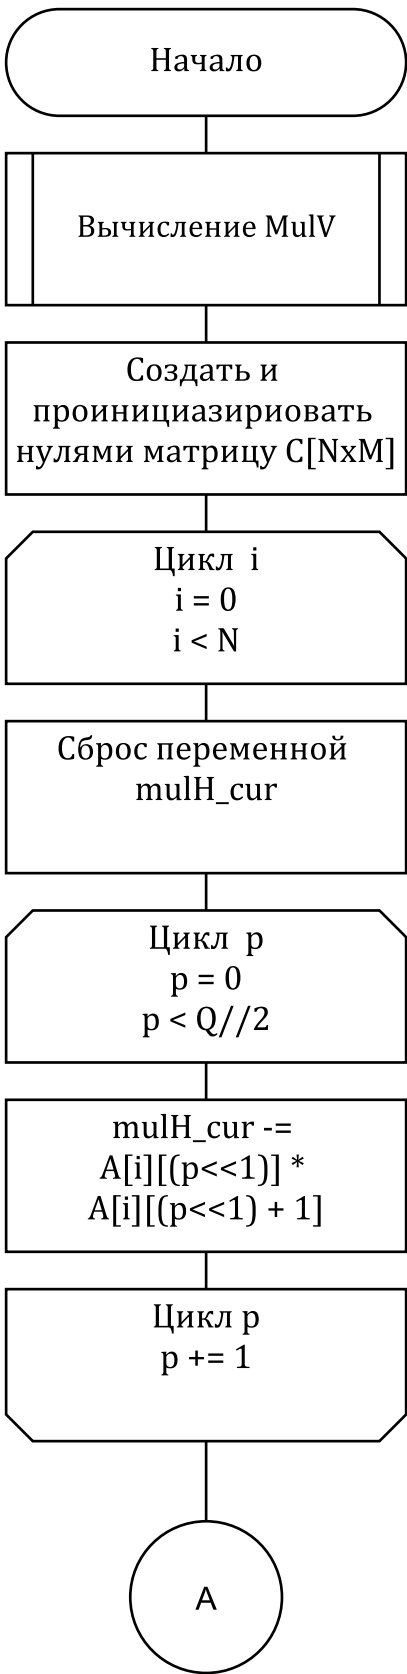 Начало
Вычисление MulV
Создать и
проинициазириовать
нулями матрицу C[NxM]
Цикл i
i = 0
i < N
Сброс переменной
mulH_cur
Цикл p
p = 0
p < Q//2
mulH_cur -=
A[i][(p<<1)] *
A[i][(p<<1) + 1]
Цикл p
p += 1
A